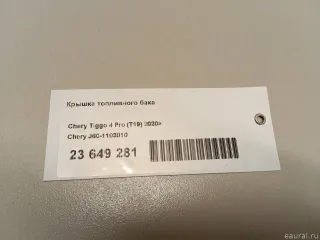 Крышка топливного бака
Chery Tiggo 4 Pro (T19) 2020>
Chery J60-1103010
23 649 281
eaural.ru